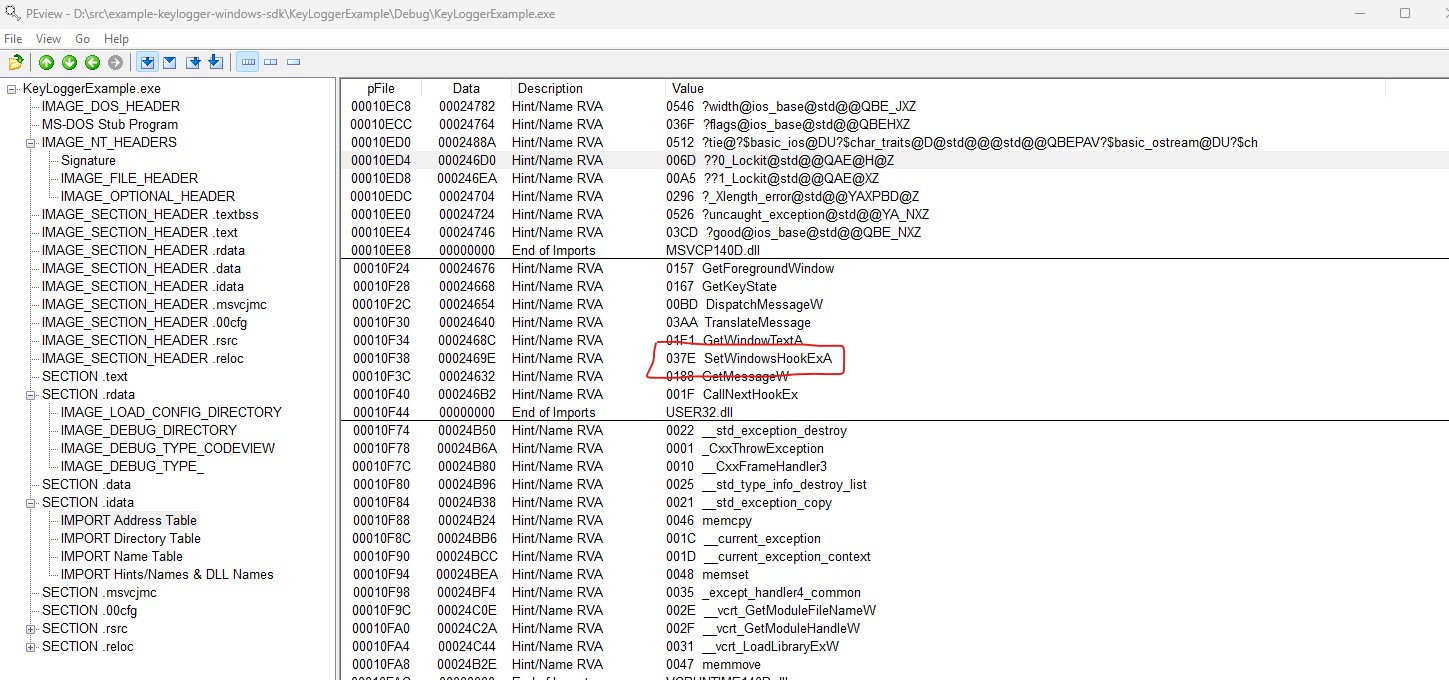 PEview - D:\src\example-keylogger-windows-sdk\KeyLoggerExample\Debug\KeyLoggerExample.exe
File View Go Help
KeyLoggerExample.exe
IMAGE_DOS_HEADER
MS-DOS Stub Program
IMAGE_NT_HEADERS
Signature
IMAGE_FILE_HEADER
IMAGE_OPTIONAL_HEADER
IMAGE_SECTION_HEADER .textbss
IMAGE_SECTION_HEADER .text
IMAGE_SECTION_HEADER .rdata
IMAGE_SECTION_HEADER .data
IMAGE_SECTION_HEADER .idata
IMAGE_SECTION_HEADER .msvcjmc
IMAGE_SECTION_HEADER .00cfg
IMAGE_SECTION_HEADER .rsrc
IMAGE_SECTION_HEADER .reloc
SECTION .text
SECTION .rdata
IMAGE_LOAD_CONFIG_DIRECTORY
IMAGE_DEBUG_DIRECTORY
IMAGE_DEBUG_TYPE_CODEVIEW
IMAGE_DEBUG_TYPE_
SECTION .data
SECTION .idata
IMPORT Address Table
IMPORT Directory Table
IMPORT Name Table
IMPORT Hints/Names & DLL Names
SECTION .msvcjmc
SECTION .00cfg
SECTION .rsrc
SECTION .reloc
pFile Data Description Value
00010EC8 00024782 Hint/Name RVA 0546 ?width@ios_base@std@@QBE_JXZ
00010ECC 00024764 Hint/Name RVA 036F ?flags@ios_base@std@@QBEHXZ
00010ED0 0002488A Hint/Name RVA 0512 ?tie@?$basic_ios@DU?$char_traits@D@std@@@std@@QBEPAV?$basic_ostream@DU?$ch
00010ED4 000246D0 Hint/Name RVA 006D ??0_Lockit@std@@QAE@H@Z
00010ED8 000246EA Hint/Name RVA 00A5 ??1_Lockit@std@@QAE@XZ
00010EDC 00024704 Hint/Name RVA 0296 ?_Xlength_error@std@@YAXPBD@Z
00010EE0 00024724 Hint/Name RVA 0526 ?uncaught_exception@std@@YA_NXZ
00010EE4 00024746 Hint/Name RVA 03CD ?good@ios_base@std@@QBE_NXZ
00010EE8 00000000 End of Imports MSVCP140D.dll
00010F24 00024676 Hint/Name RVA 0157 GetForegroundWindow
00010F28 00024668 Hint/Name RVA 0167 GetKeyState
00010F2C 00024654 Hint/Name RVA 00BD DispatchMessageW
00010F30 00024640 Hint/Name RVA 03AA TranslateMessage
00010F34 0002468C Hint/Name RVA 01F1 GetWindowTextA
00010F38 0002469E Hint/Name RVA 037E SetWindowsHookExA
00010F3C 00024632 Hint/Name RVA 0188 GetMessageW
00010F40 000246B2 Hint/Name RVA 001F CallNextHookEx
00010F44 00000000 End of Imports USER32.dll
00010F74 00024B50 Hint/Name RVA 0022 __std_exception_destroy
00010F78 00024B6A Hint/Name RVA 0001 _CxxThrowException
00010F7C 00024B80 Hint/Name RVA 0010 __CxxFrameHandler3
00010F80 00024B96 Hint/Name RVA 0025 __std_type_info_destroy_list
00010F84 00024B38 Hint/Name RVA 0021 __std_exception_copy
00010F88 00024B24 Hint/Name RVA 0046 memcpy
00010F8C 00024BB6 Hint/Name RVA 001C __current_exception
00010F90 00024BCC Hint/Name RVA 001D __current_exception_context
00010F94 00024BEA Hint/Name RVA 0048 memset
00010F98 00024BF4 Hint/Name RVA 0035 _except_handler4_common
00010F9C 00024C0E Hint/Name RVA 002E __vcrt_GetModuleFileNameW
00010FA0 00024C2A Hint/Name RVA 002F __vcrt_GetModuleHandleW
00010FA4 00024C44 Hint/Name RVA 0031 __vcrt_LoadLibraryExW
00010FA8 00024B2E Hint/Name RVA 0047 memmove